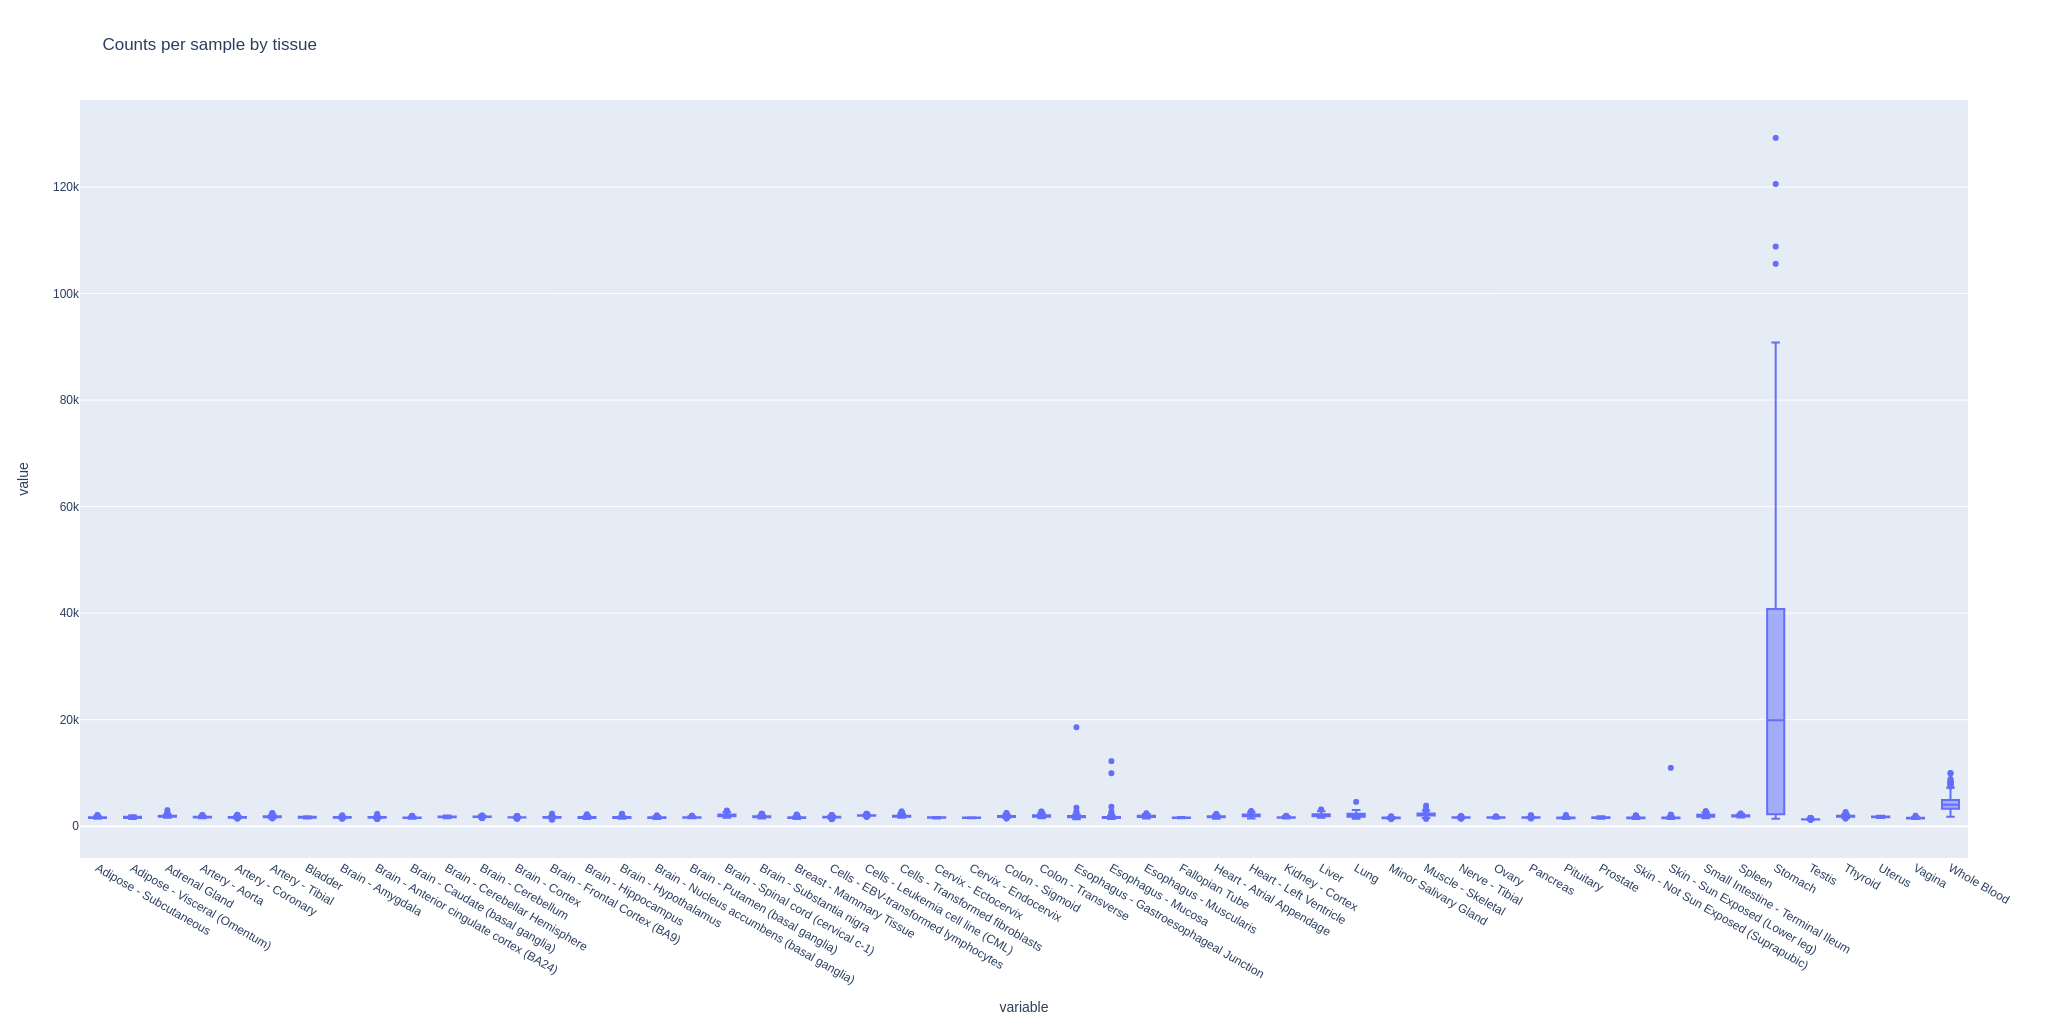 Counts per sample by tissue
120k
100k
80k
60k
40k
20k
0
value
Adipose - Subcutaneous
Adipose - Visceral (Omentum)
Adrenal Gland
Artery - Aorta
Artery - Coronary
Artery - Tibial
Bladder
Brain - Amygdala
Brain - Anterior cingulate cortex (BA24)
Brain - Caudate (basal ganglia)
Brain - Cerebellar Hemisphere
Brain - Cerebellum
Brain - Cortex
Brain - Frontal Cortex (BA9)
Brain - Hippocampus
Brain - Hypothalamus
Brain - Nucleus accumbens (basal ganglia)
Brain - Putamen (basal ganglia)
Brain - Spinal cord (cervical c-1)
Brain - Substantia nigra
Breast - Mammary Tissue
Cells - EBV-transformed lymphocytes
Cells - Leukemia cell line (CML)
Cells - Transformed fibroblasts
Cervix - Ectocervix
Cervix - Endocervix
Colon - Sigmoid
Colon - Transverse
Esophagus - Gastroesophageal Junction
Esophagus - Mucosa
Esophagus - Muscularis
Fallopian Tube
Heart - Atrial Appendage
Heart - Left Ventricle
Kidney - Cortex
Liver
Lung
Minor Salivary Gland
Muscle - Skeletal
Nerve - Tibial
Ovary
Pancreas
Pituitary
Prostate
Skin - Not Sun Exposed (Suprapubic)
Skin - Sun Exposed (Lower leg)
Small Intestine - Terminal Ileum
Spleen
Stomach
Testis
Thyroid
Uterus
Vagina
Whole Blood
variable